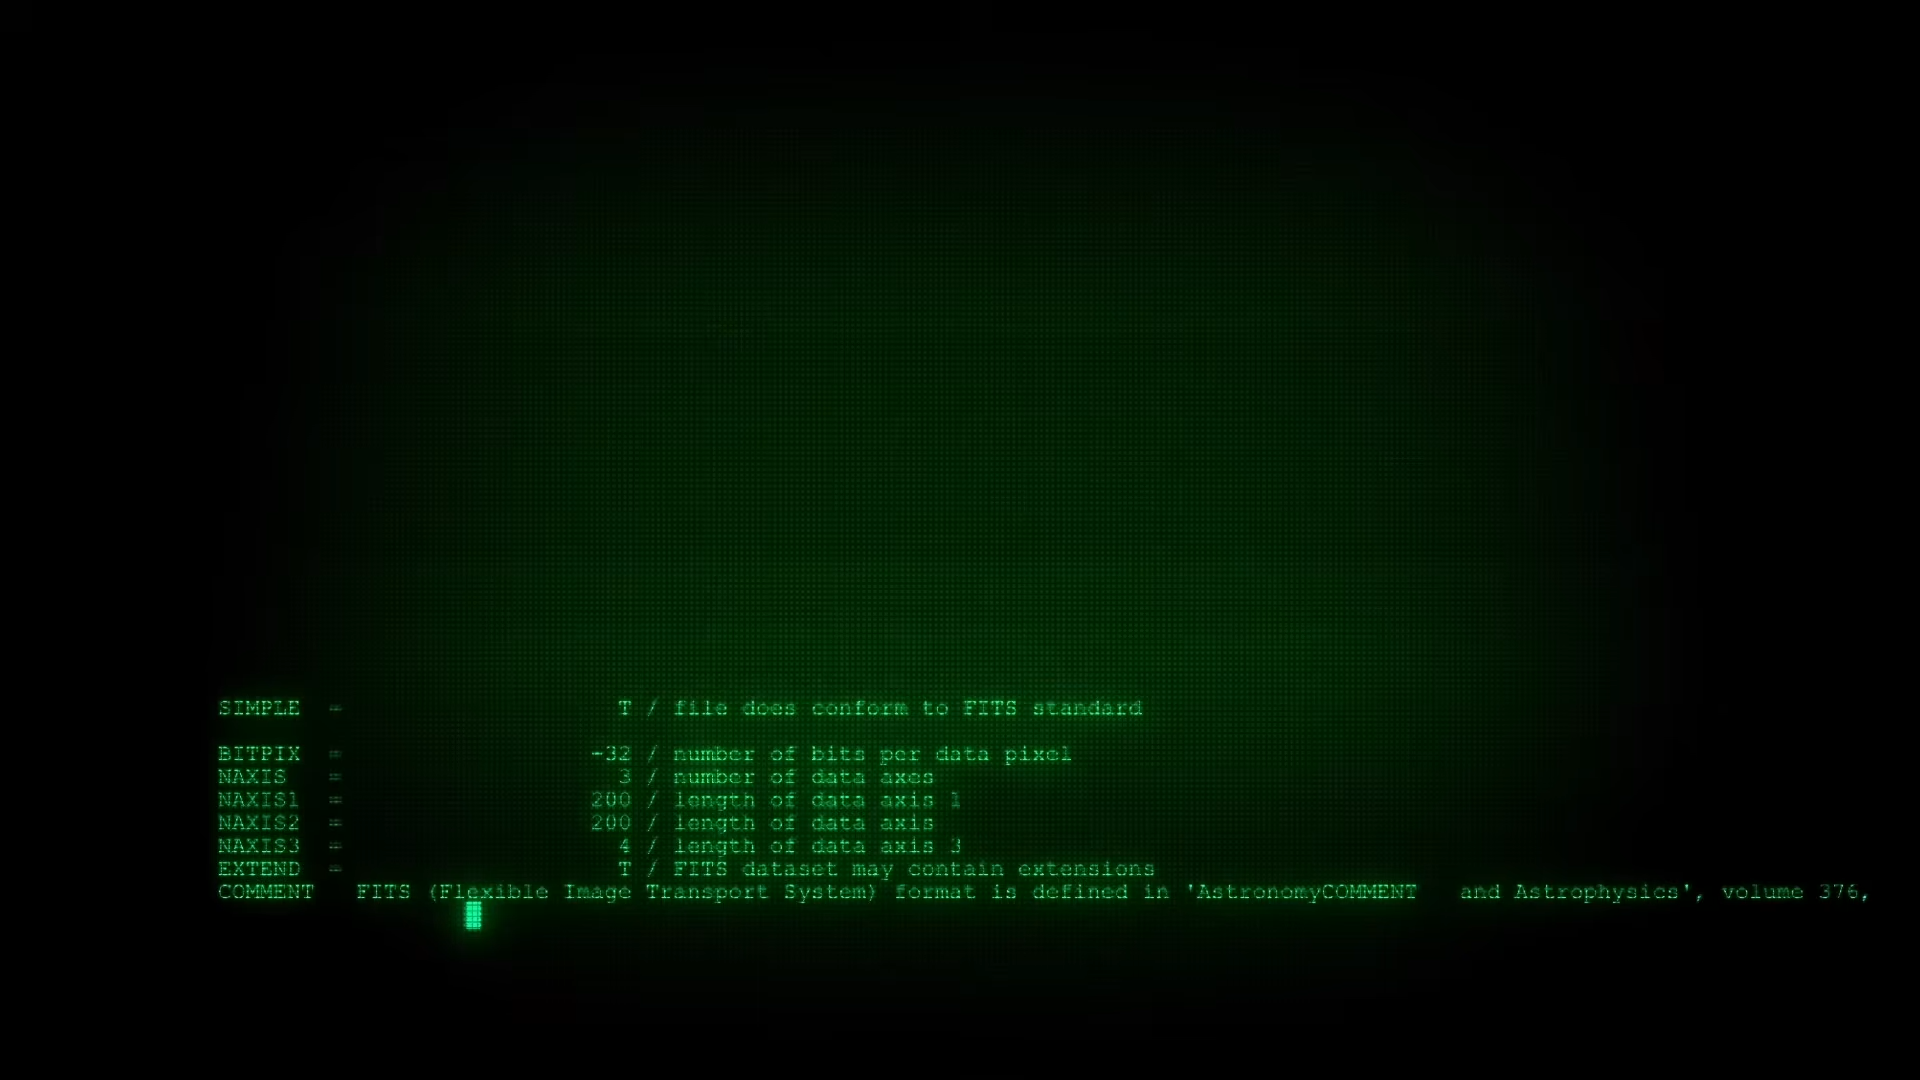 SIMPLE = T / file does conform to FITS standard
BITPIX = -32 / number of bits per data pixel
NAXIS = 3 / number of data axes
NAXIS1 = 200 / length of data axis 1
NAXIS2 = 200 / length of data axis
NAXIS3 = 4 / length of data axis 3
EXTEND = T / FITS dataset may contain extensions
COMMENT FITS (Flexible Image Transport System) format is defined in 'AstronomyCOMMENT and Astrophysics', volume 376,